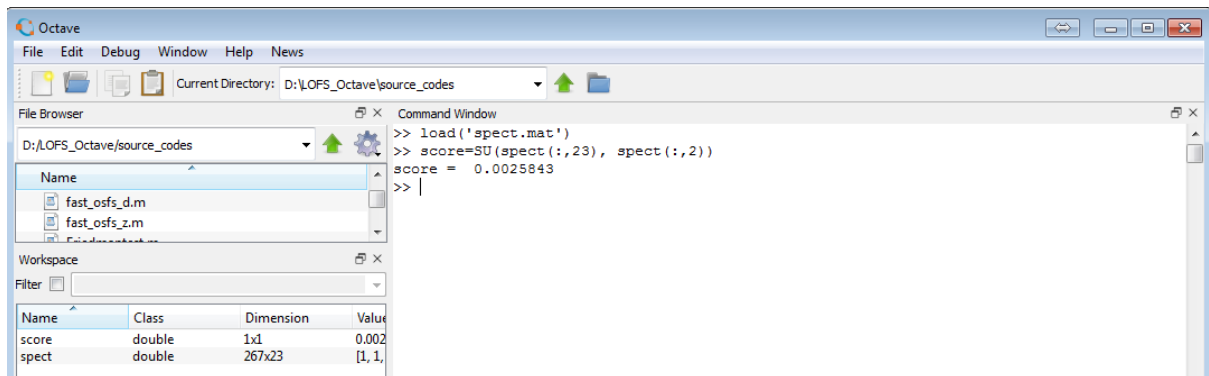 Octave
File Edit Debug Window Help News
Current Directory: D:\LOFS_Octave\source_codes
File Browser
D:/LOFS_Octave/source_codes
Name
fast_osfs_d.m
fast_osfs_z.m
Workspace
Filter
Name Class Dimension Value
score double 1x1 0.002
spect double 267x23 [1, 1,
Command Window
>> load('spect.mat')
>> score=SU(spect(:,23), spect(:,2))
score = 0.0025843
>>